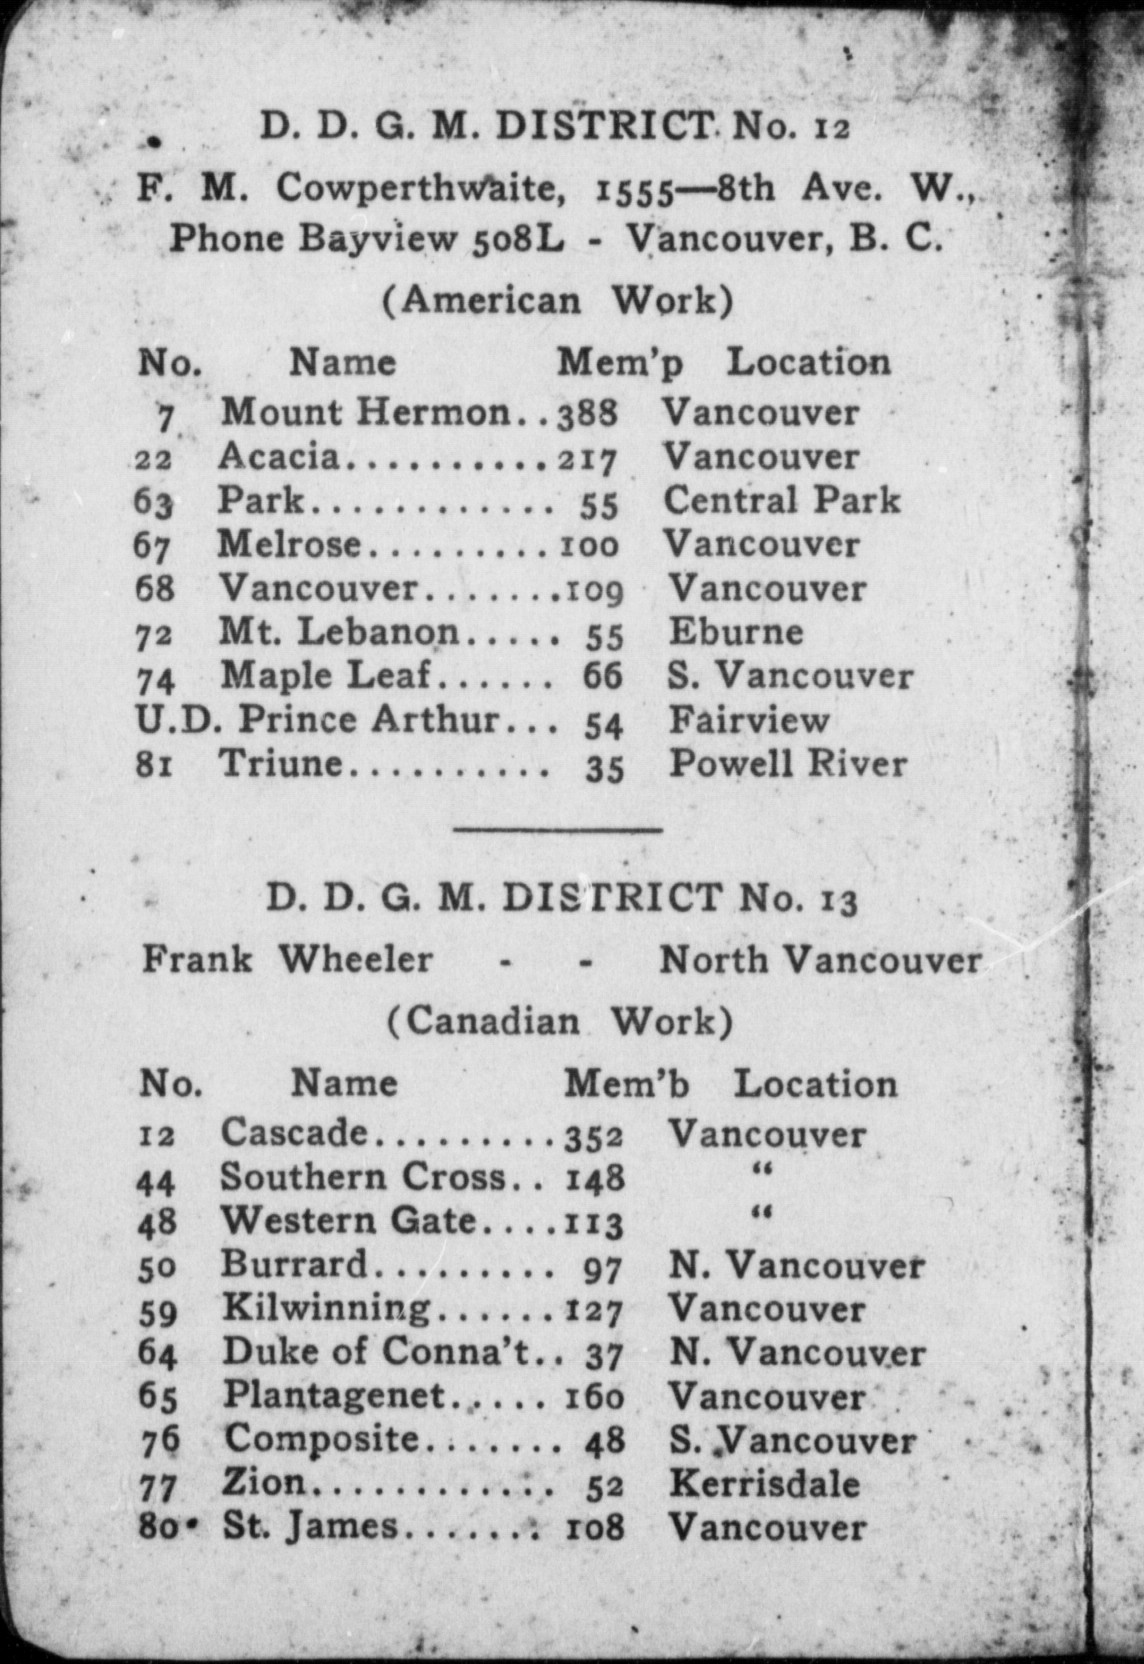 D. D. G. M. DISTRICT No. 12
F. M. Cowperthwaite, 1555—8th Ave. W.,
Phone Bayview 508L - Vancouver, B. C.
(American Work)
No. Name Mem'p Location
7 Mount Hermon..388 Vancouver
22 Acacia..........217 Vancouver
63 Park............ 55 Central Park
67 Melrose.........100 Vancouver
68 Vancouver.......109 Vancouver
72 Mt. Lebanon..... 55 Eburne
74 Maple Leaf...... 66 S. Vancouver
U.D. Prince Arthur... 54 Fairview
81 Triune.......... 35 Powell River
D. D. G. M. DISTRICT No. 13
Frank Wheeler - - North Vancouver
(Canadian Work)
No. Name Mem'b Location
12 Cascade.........352 Vancouver
44 Southern Cross.. 148 “
48 Western Gate....113 “
50 Burrard......... 97 N. Vancouver
59 Kilwinning......127 Vancouver
64 Duke of Conna't.. 37 N. Vancouver
65 Plantagenet..... 160 Vancouver
76 Composite....... 48 S. Vancouver
77 Zion............ 52 Kerrisdale
80 St. James....... 108 Vancouver